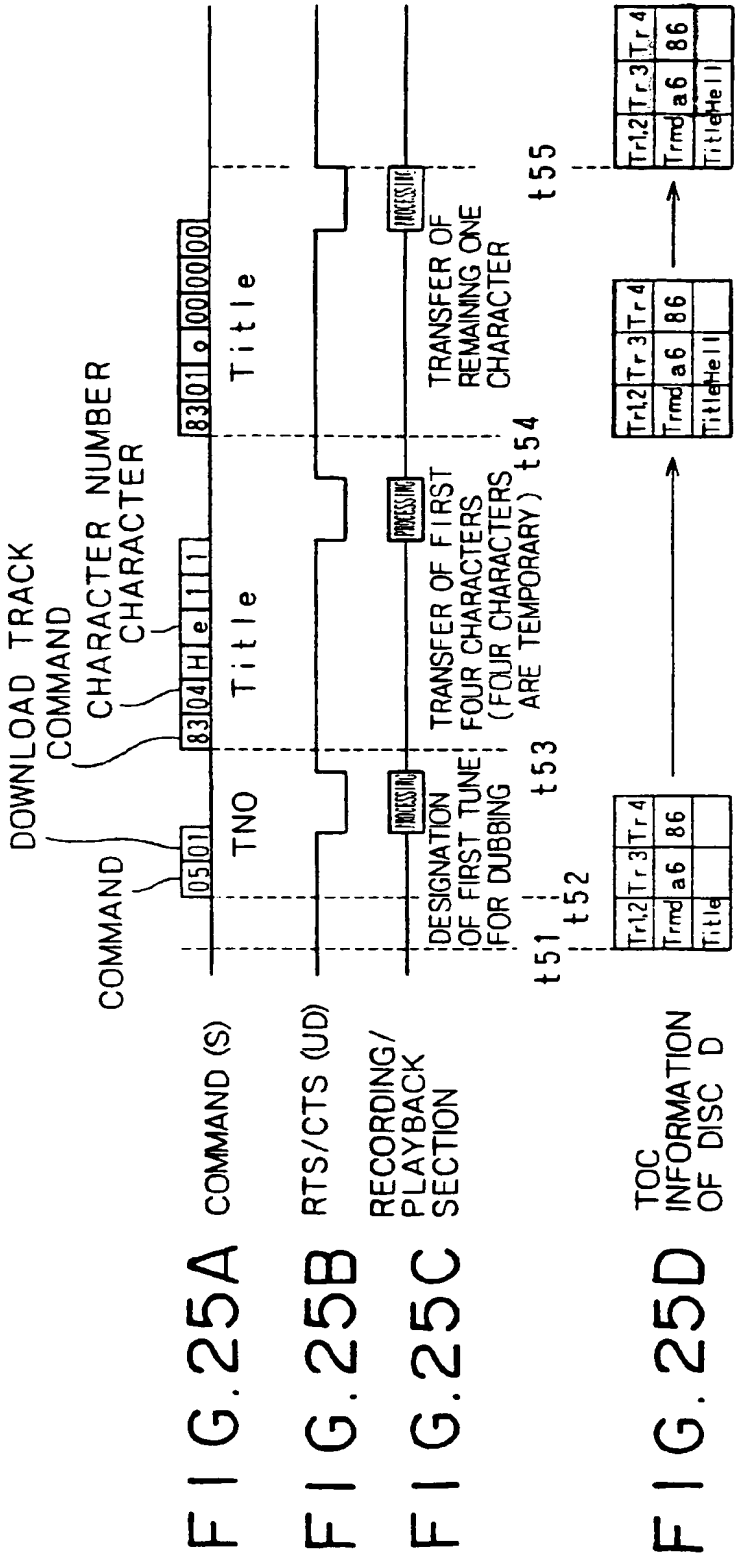 DOWNLOAD TRACK
COMMAND
CHARACTER NUMBER
CHARACTER
COMMAND
FIG. 25A COMMAND (S)
05 01
TNO
83 04 H e l l
Title
83 01 o 00 00 00
Title
FIG. 25B RTS/CTS (UD)
FIG. 25C RECORDING/
PLAYBACK
SECTION
PROCESSING
PROCESSING
PROCESSING
DESIGNATION
OF FIRST TUNE
FOR DUBBING
TRANSFER OF FIRST
FOUR CHARACTERS
(FOUR CHARACTERS
ARE TEMPORARY)
TRANSFER OF
REMAINING ONE
CHARACTER
t51
t52
t53
t54
t55
FIG. 25D TOC
INFORMATION
OF DISC D
Tr1,2 Tr3 Tr4
Trmd a6 86
Title
Tr1,2 Tr3 Tr4
Trmd a6 86
Title Hell
Tr1,2 Tr3 Tr4
Trmd a6 86
Title Hell